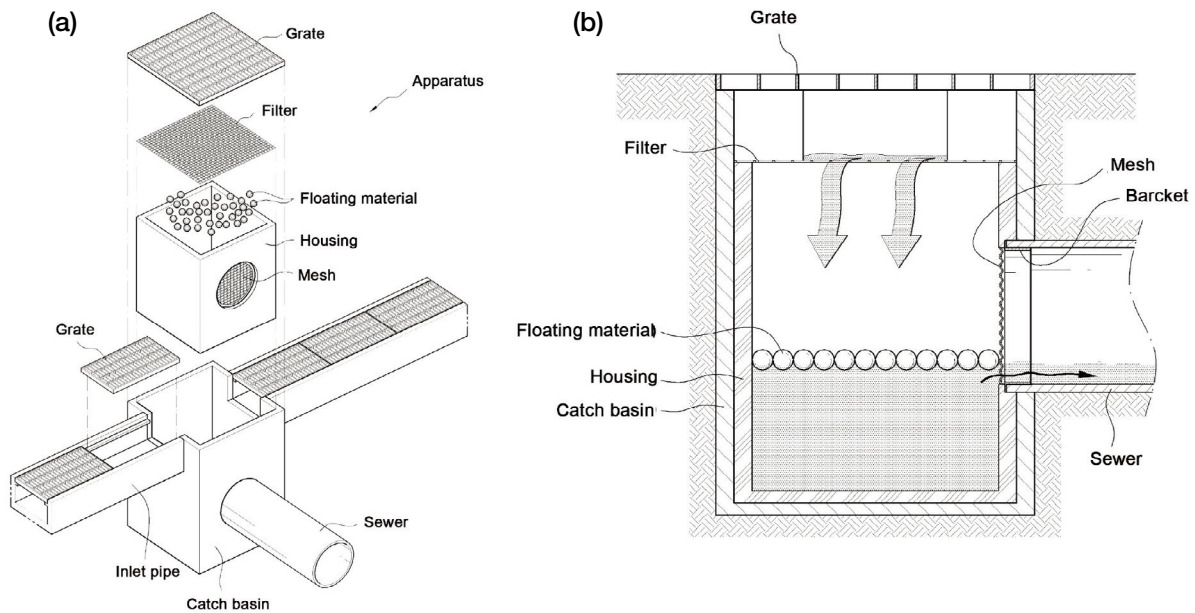 (a)
Grate
Apparatus
Filter
Floating material
Housing
Mesh
Grate
Sewer
Inlet pipe
Catch basin
(b)
Grate
Filter
Mesh
Barcket
Floating material
Housing
Catch basin
Sewer